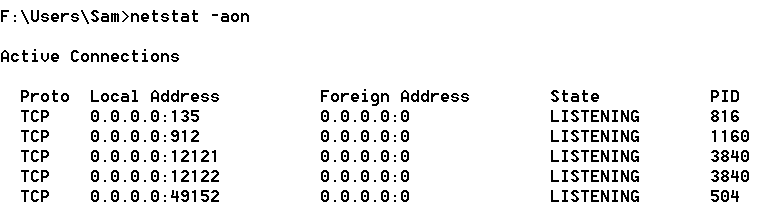 F:\Users\Sam>netstat -aon
Active Connections
Proto Local Address Foreign Address State PID
TCP 0.0.0.0:135 0.0.0.0:0 LISTENING 816
TCP 0.0.0.0:912 0.0.0.0:0 LISTENING 1160
TCP 0.0.0.0:12121 0.0.0.0:0 LISTENING 3840
TCP 0.0.0.0:12122 0.0.0.0:0 LISTENING 3840
TCP 0.0.0.0:49152 0.0.0.0:0 LISTENING 504